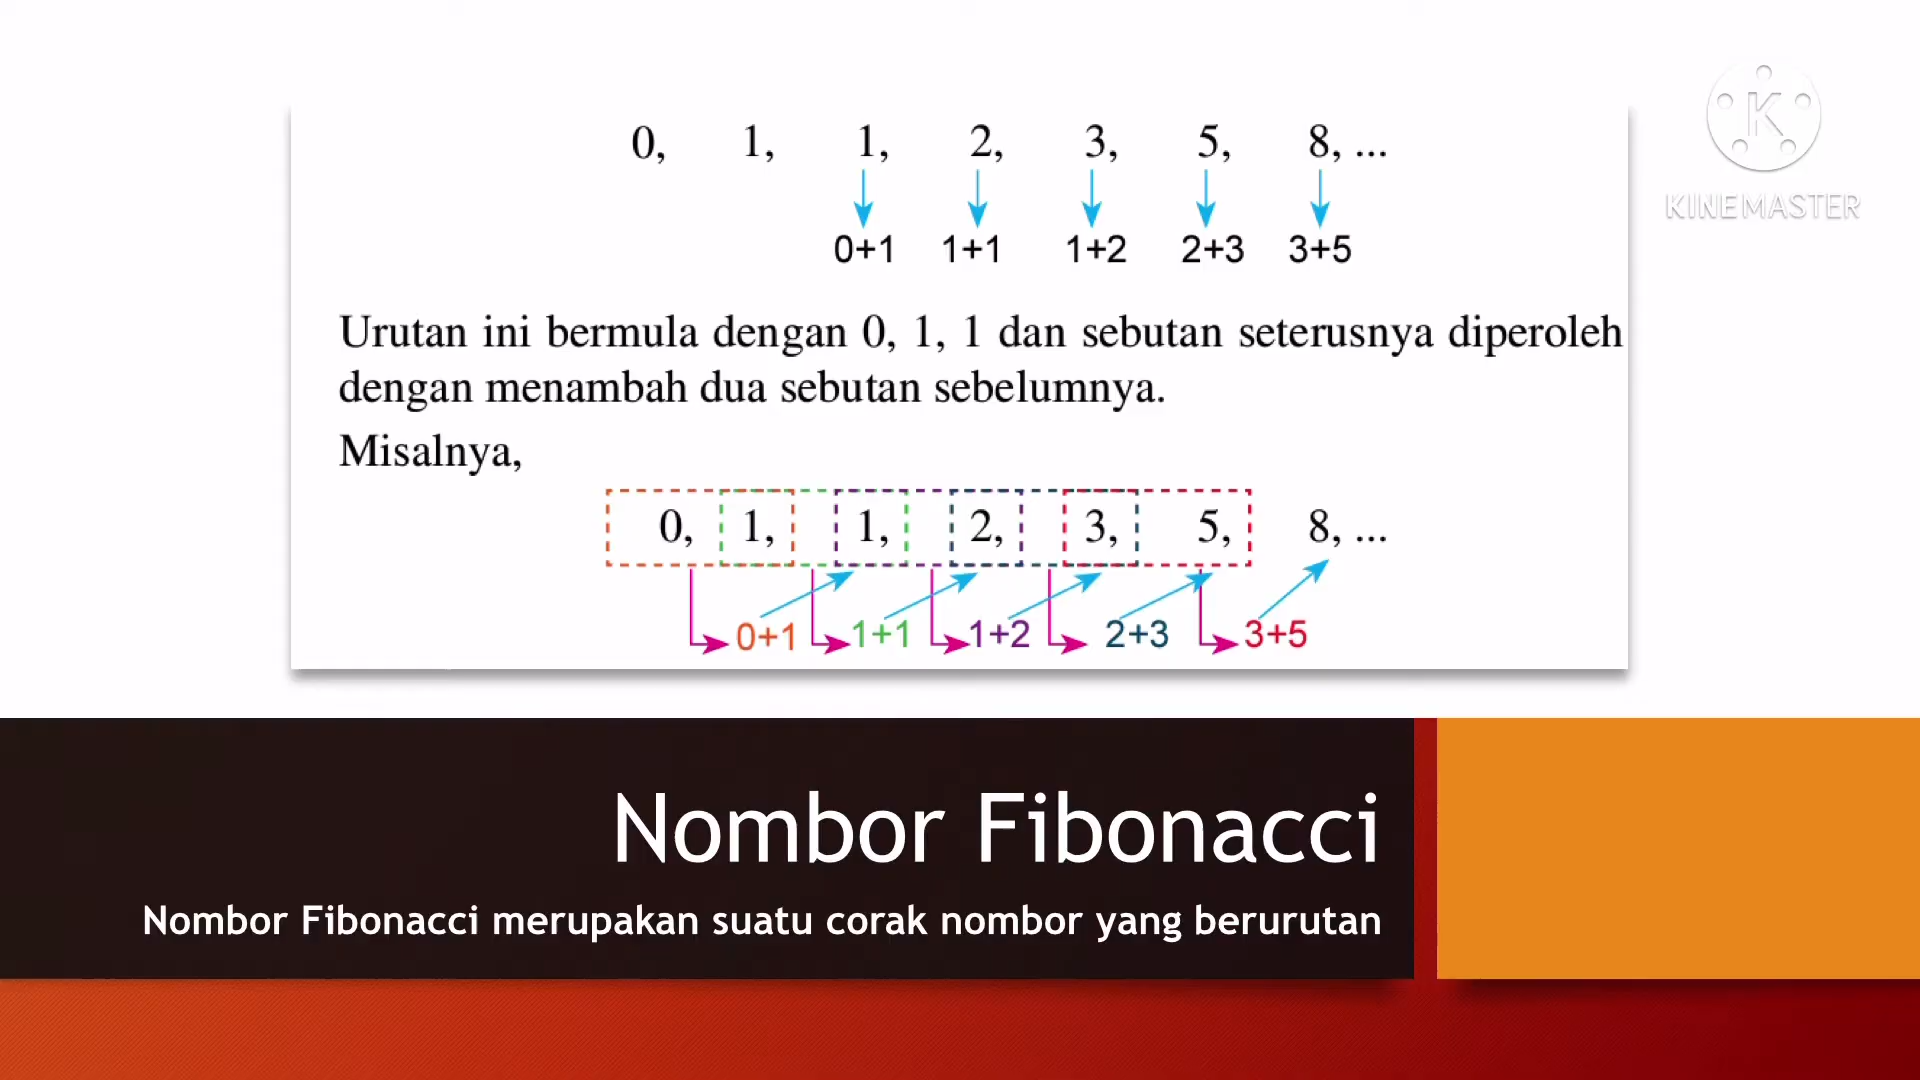 0, 1, 1, 2, 3, 5, 8, ...
0+1 1+1 1+2 2+3 3+5
Urutan ini bermula dengan 0, 1, 1 dan sebutan seterusnya diperoleh
dengan menambah dua sebutan sebelumnya.
Misalnya,
0, 1, 1, 2, 3, 5, 8, ...
0+1 1+1 1+2 2+3 3+5
Nombor Fibonacci
Nombor Fibonacci merupakan suatu corak nombor yang berurutan
K
KINEMASTER